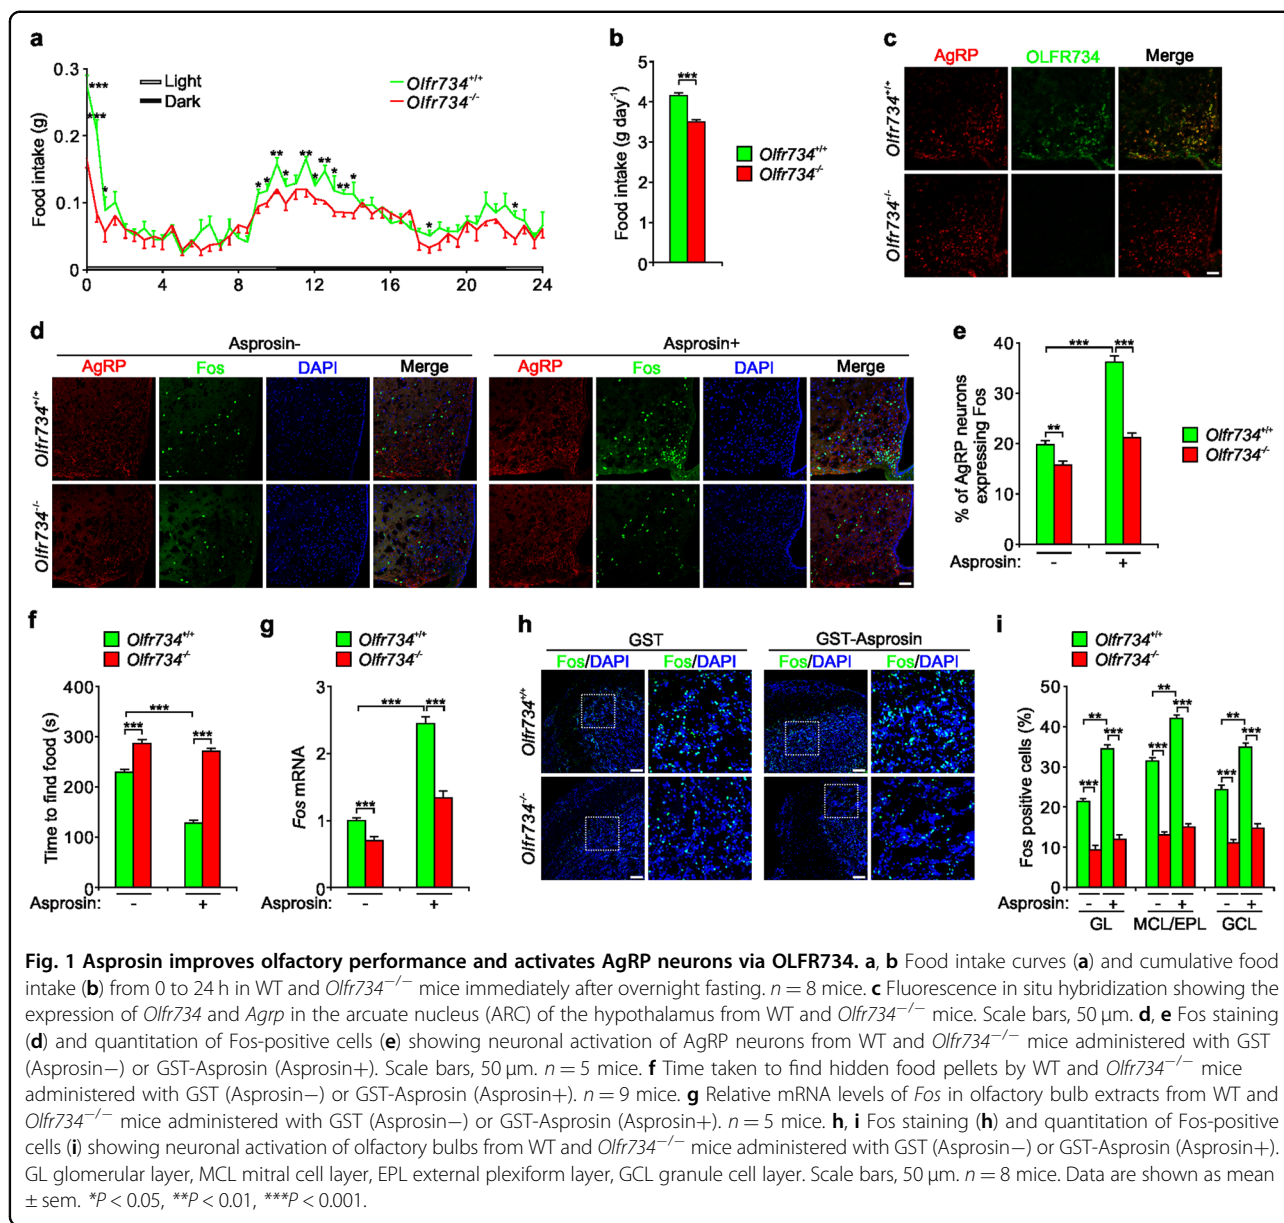 a
0.3
0.2
0.1
0
Food intake (g)
Light
Dark
Olfr734+/+
Olfr734-/-
***
***
*
*
*
**
*
**
*
**
*
**
*
*
*
0 4 8 12 16 20 24
b
***
5
4
3
2
1
0
Food intake (g day-1)
Olfr734+/+
Olfr734-/-
c
AgRP OLFR734 Merge
Olfr734+/+
Olfr734-/-
d
Asprosin- Asprosin+
AgRP Fos DAPI Merge AgRP Fos DAPI Merge
Olfr734+/+
Olfr734-/-
e
40
30
20
10
0
% of AgRP neurons
expressing Fos
*** ***
**
Olfr734+/+
Olfr734-/-
Asprosin: - +
f
Olfr734+/+
Olfr734-/-
400
300
200
100
0
Time to find food (s)
***
*** ***
Asprosin: - +
g
Olfr734+/+
Olfr734-/-
3
2
1
0
Fos mRNA
*** ***
***
Asprosin: - +
h
GST GST-Asprosin
Fos/DAPI Fos/DAPI Fos/DAPI Fos/DAPI
Olfr734+/+
Olfr734-/-
i
Olfr734+/+
Olfr734-/-
50
40
30
20
10
0
Fos positive cells (%)
** *** ***
** *** ***
** *** ***
Asprosin: - + - + - +
GL MCL/EPL GCL
Fig. 1 Asprosin improves olfactory performance and activates AgRP neurons via OLFR734. a, b Food intake curves (a) and cumulative food
intake (b) from 0 to 24 h in WT and Olfr734−/− mice immediately after overnight fasting. n = 8 mice. c Fluorescence in situ hybridization showing the
expression of Olfr734 and Agrp in the arcuate nucleus (ARC) of the hypothalamus from WT and Olfr734−/− mice. Scale bars, 50 µm. d, e Fos staining
(d) and quantitation of Fos-positive cells (e) showing neuronal activation of AgRP neurons from WT and Olfr734−/− mice administered with GST
(Asprosin−) or GST-Asprosin (Asprosin+). Scale bars, 50 µm. n = 5 mice. f Time taken to find hidden food pellets by WT and Olfr734−/− mice
administered with GST (Asprosin−) or GST-Asprosin (Asprosin+). n = 9 mice. g Relative mRNA levels of Fos in olfactory bulb extracts from WT and
Olfr734−/− mice administered with GST (Asprosin−) or GST-Asprosin (Asprosin+). n = 5 mice. h, i Fos staining (h) and quantitation of Fos-positive
cells (i) showing neuronal activation of olfactory bulbs from WT and Olfr734−/− mice administered with GST (Asprosin−) or GST-Asprosin (Asprosin+).
GL glomerular layer, MCL mitral cell layer, EPL external plexiform layer, GCL granule cell layer. Scale bars, 50 µm. n = 8 mice. Data are shown as mean
± sem. *P < 0.05, **P < 0.01, ***P < 0.001.